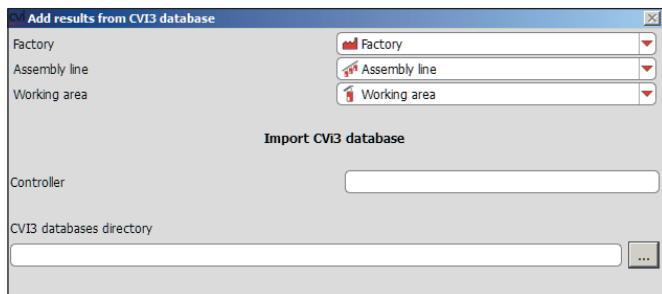 cvi Add results from CVI3 database
Factory Factory
Assembly line Assembly line
Working area Working area
Import CVi3 database
Controller
CVI3 databases directory
...